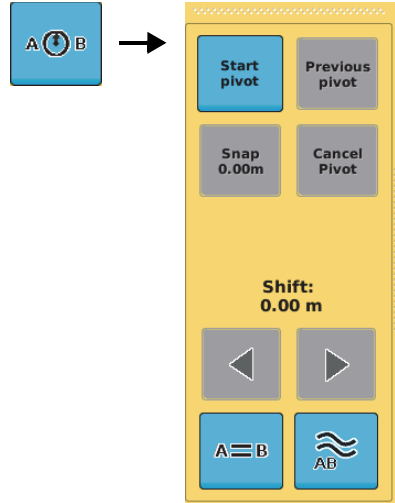 A B
Start Previous
pivot pivot
Snap Cancel
0.00m Pivot
Shift:
0.00 m
A B
AB